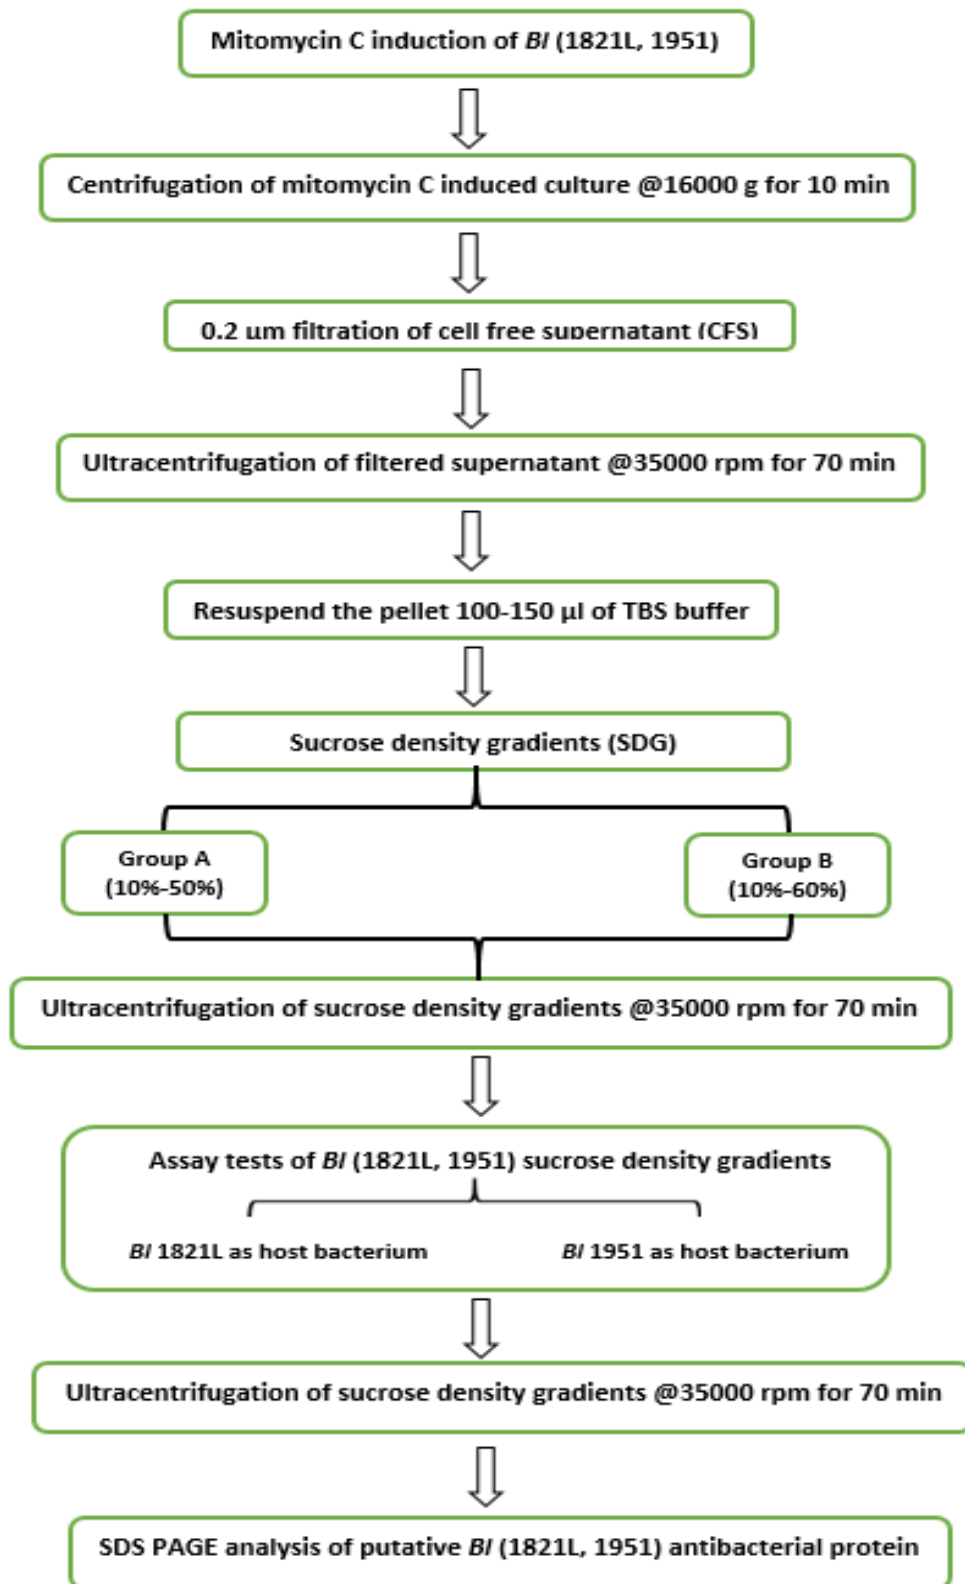 Mitomycin C induction of Bl (1821L, 1951)
Centrifugation of mitomycin C induced culture @16000 g for 10 min
0.2 μm filtration of cell free supernatant (CFS)
Ultracentrifugation of filtered supernatant @35000 rpm for 70 min
Resuspend the pellet 100-150 μl of TBS buffer
Sucrose density gradients (SDG)
Group A
(10%-50%)
Group B
(10%-60%)
Ultracentrifugation of sucrose density gradients @35000 rpm for 70 min
Assay tests of Bl (1821L, 1951) sucrose density gradients
Bl 1821L as host bacterium
Bl 1951 as host bacterium
Ultracentrifugation of sucrose density gradients @35000 rpm for 70 min
SDS PAGE analysis of putative Bl (1821L, 1951) antibacterial protein